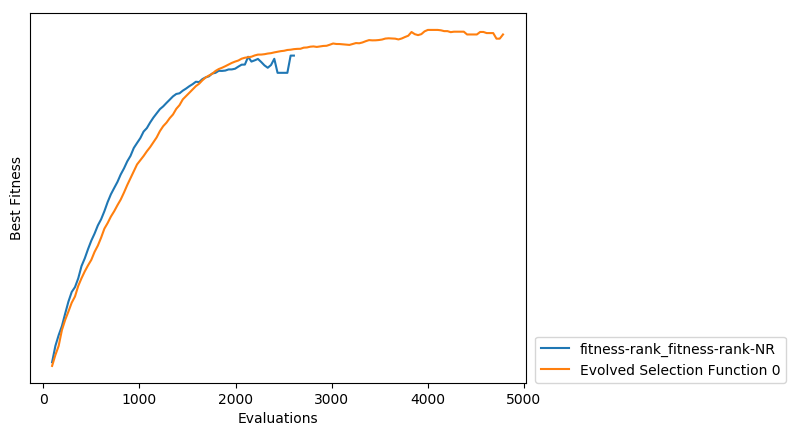 Best Fitness
0
1000
2000
3000
4000
5000
Evaluations
fitness-rank_fitness-rank-NR
Evolved Selection Function 0